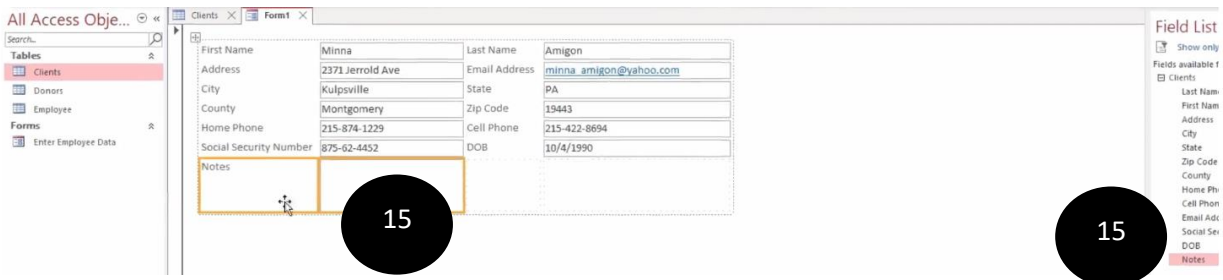 All Access Obje...
Search...
Tables
Clients
Donors
Employee
Forms
Enter Employee Data
Clients Form1
First Name Minna Last Name Amigon
Address 2371 Jerrold Ave Email Address minna_amigon@yahoo.com
City Kulpsville State PA
County Montgomery Zip Code 19443
Home Phone 215-874-1229 Cell Phone 215-422-8694
Social Security Number 875-62-4452 DOB 10/4/1990
Notes
15
15
Field List
Show only
Fields available f
Clients
Last Name
First Nam
Address
City
State
Zip Code
County
Home Pho
Cell Phon
Email Add
Social Sec
DOB
Notes